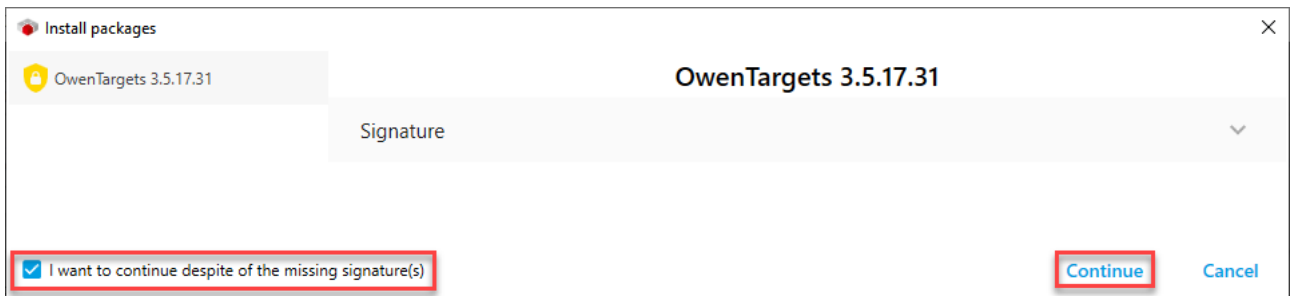 Install packages
OwenTargets 3.5.17.31
OwenTargets 3.5.17.31
Signature
I want to continue despite of the missing signature(s)
Continue
Cancel